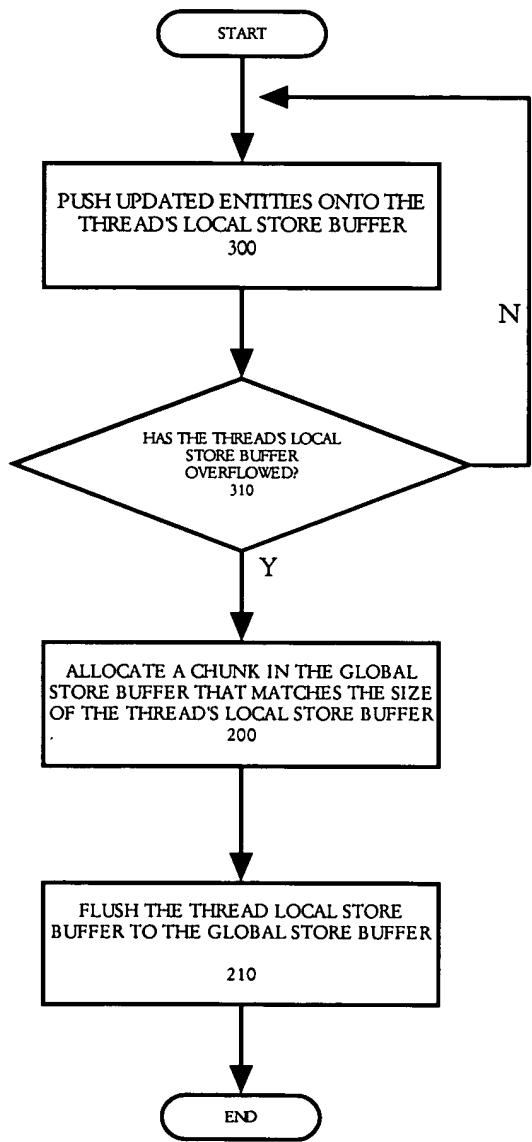 START
PUSH UPDATED ENTITIES ONTO THE
THREAD'S LOCAL STORE BUFFER
300
N
HAS THE THREAD'S LOCAL
STORE BUFFER
OVERFLOWED?
310
Y
ALLOCATE A CHUNK IN THE GLOBAL
STORE BUFFER THAT MATCHES THE SIZE
OF THE THREAD'S LOCAL STORE BUFFER
200
FLUSH THE THREAD LOCAL STORE
BUFFER TO THE GLOBAL STORE BUFFER
210
END